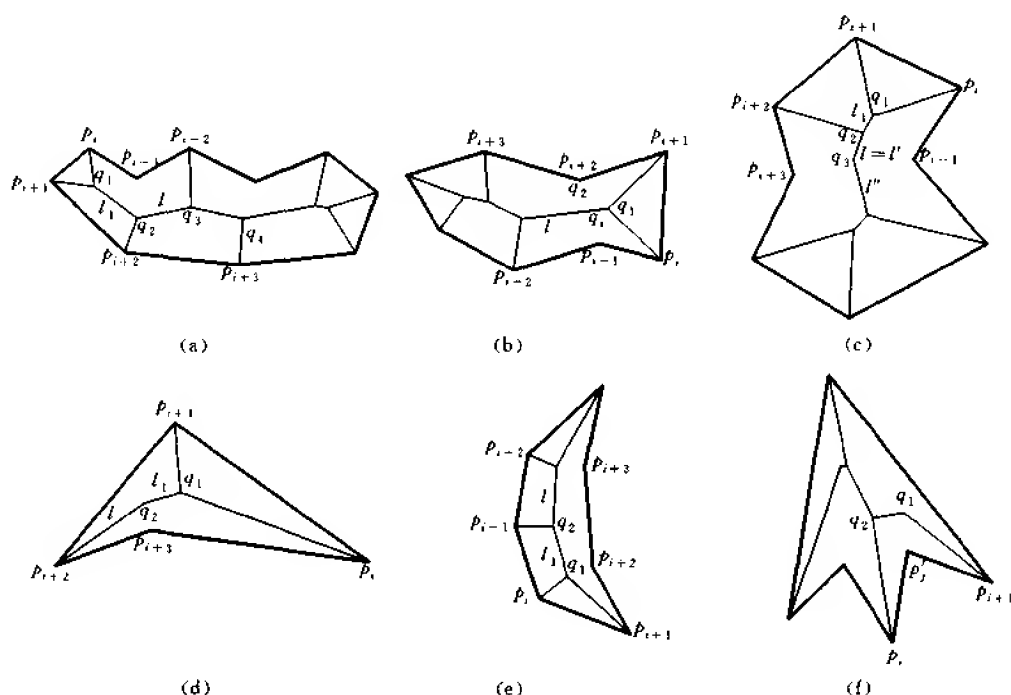 p_i p_{i-1} p_{i-2} p_{i+1} q_1 l_1 l q_2 q_3 q_4 p_{i+2} p_{i+3}
(a)
p_{i+3} p_{i+2} p_{i+1} q_2 q_1 l p_{i-1} p_i p_{i-2}
(b)
p_{i+1} p_i p_{i+2} q_1 l_1 q_2 q_3 l=l' p_{i-1} p_{i+3} l''
(c)
p_{i+1} l_1 q_1 l q_2 p_{i+3} p_{i+2} p_i
(d)
p_{i-2} p_{i+3} l p_{i-1} q_2 l_1 q_1 p_{i+2} p_i p_{i+1}
(e)
q_1 q_2 p_j p_{i+1} p_i
(f)